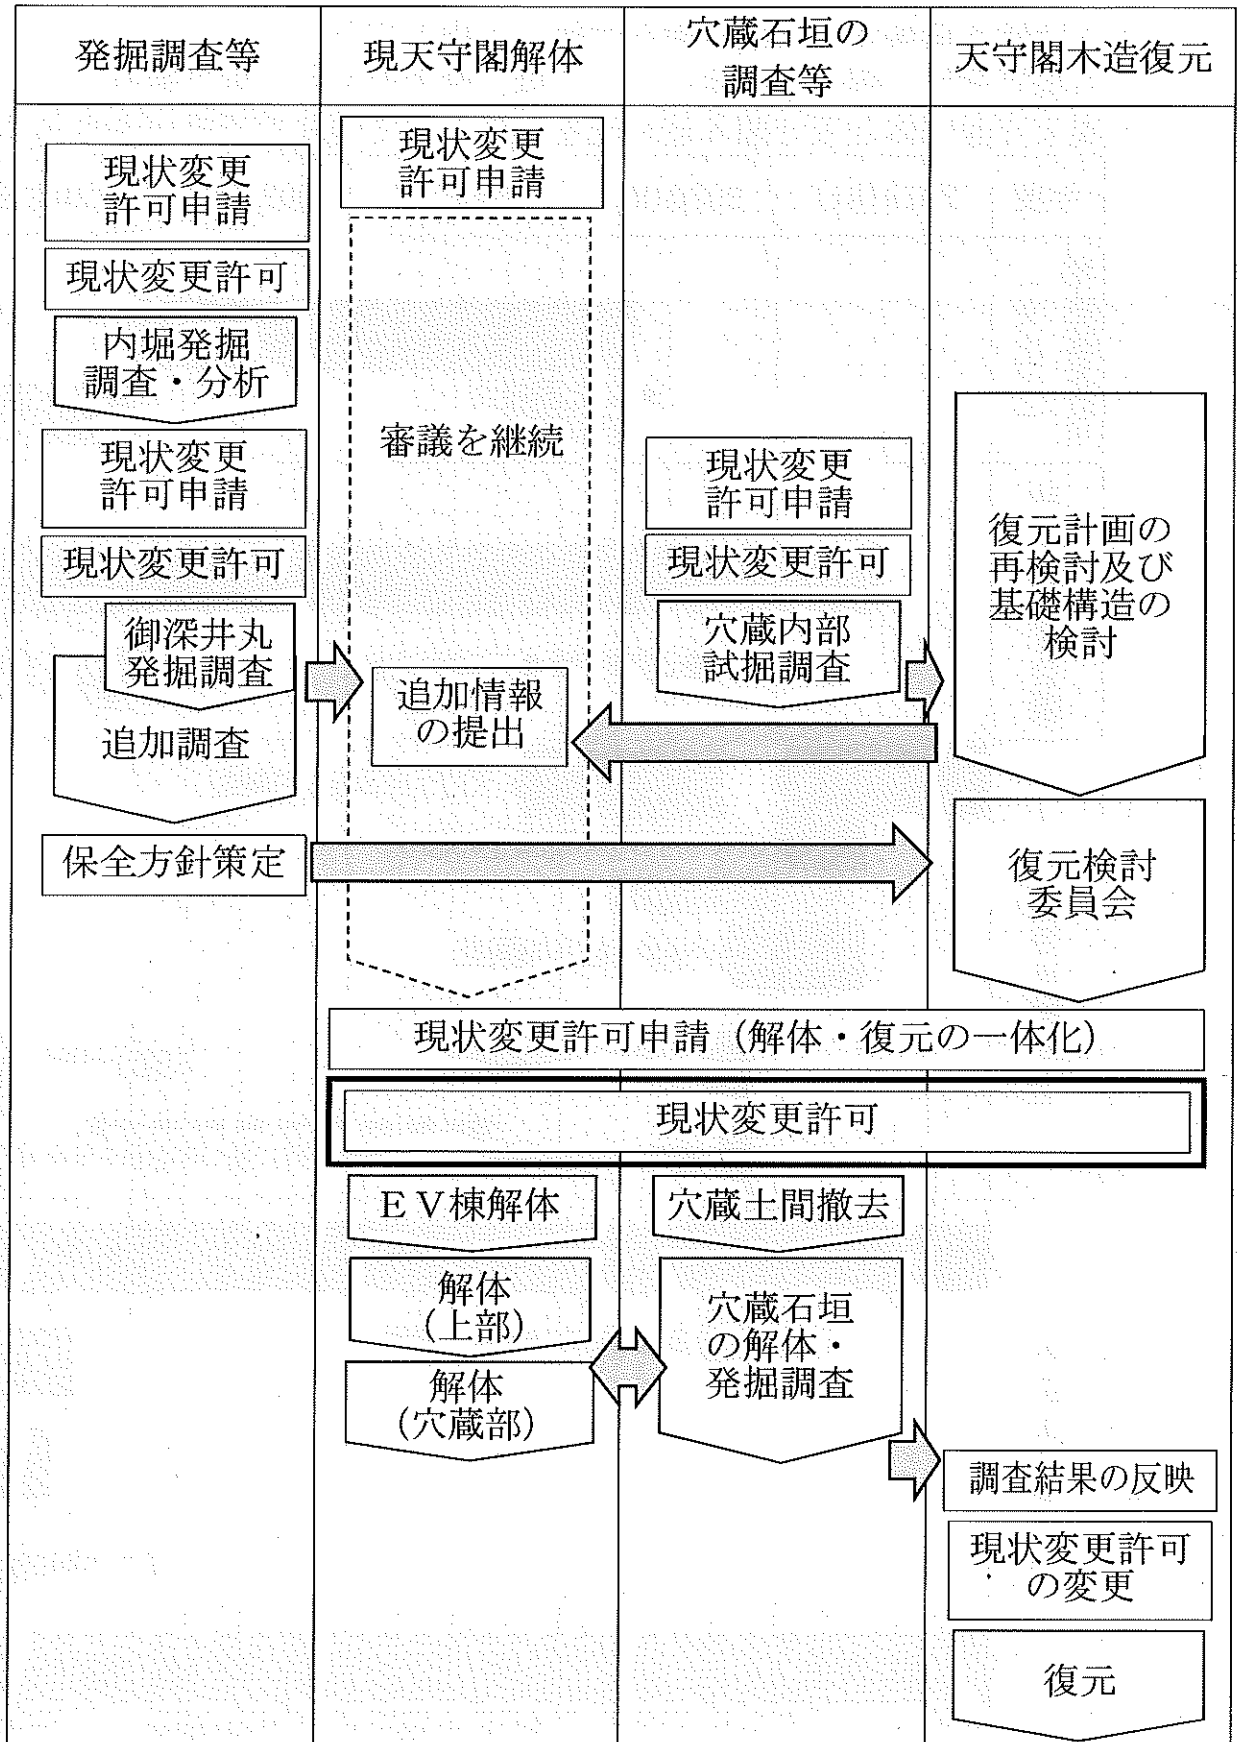 発掘調査等
現天守閣解体
穴蔵石垣の
調査等
天守閣木造復元
現状変更
許可申請
現状変更許可
内堀発掘
調査・分析
現状変更
許可申請
現状変更許可
御深井丸
発掘調査
追加調査
保全方針策定
現状変更
許可申請
審議を継続
追加情報
の提出
現状変更
許可申請
現状変更許可
穴蔵内部
試掘調査
復元計画の
再検討及び
基礎構造の
検討
復元検討
委員会
現状変更許可申請(解体・復元の一体化)
現状変更許可
EV棟解体
解体
(上部)
解体
(穴蔵部)
穴蔵土間撤去
穴蔵石垣
の解体・
発掘調査
調査結果の反映
現状変更許可
の変更
復元